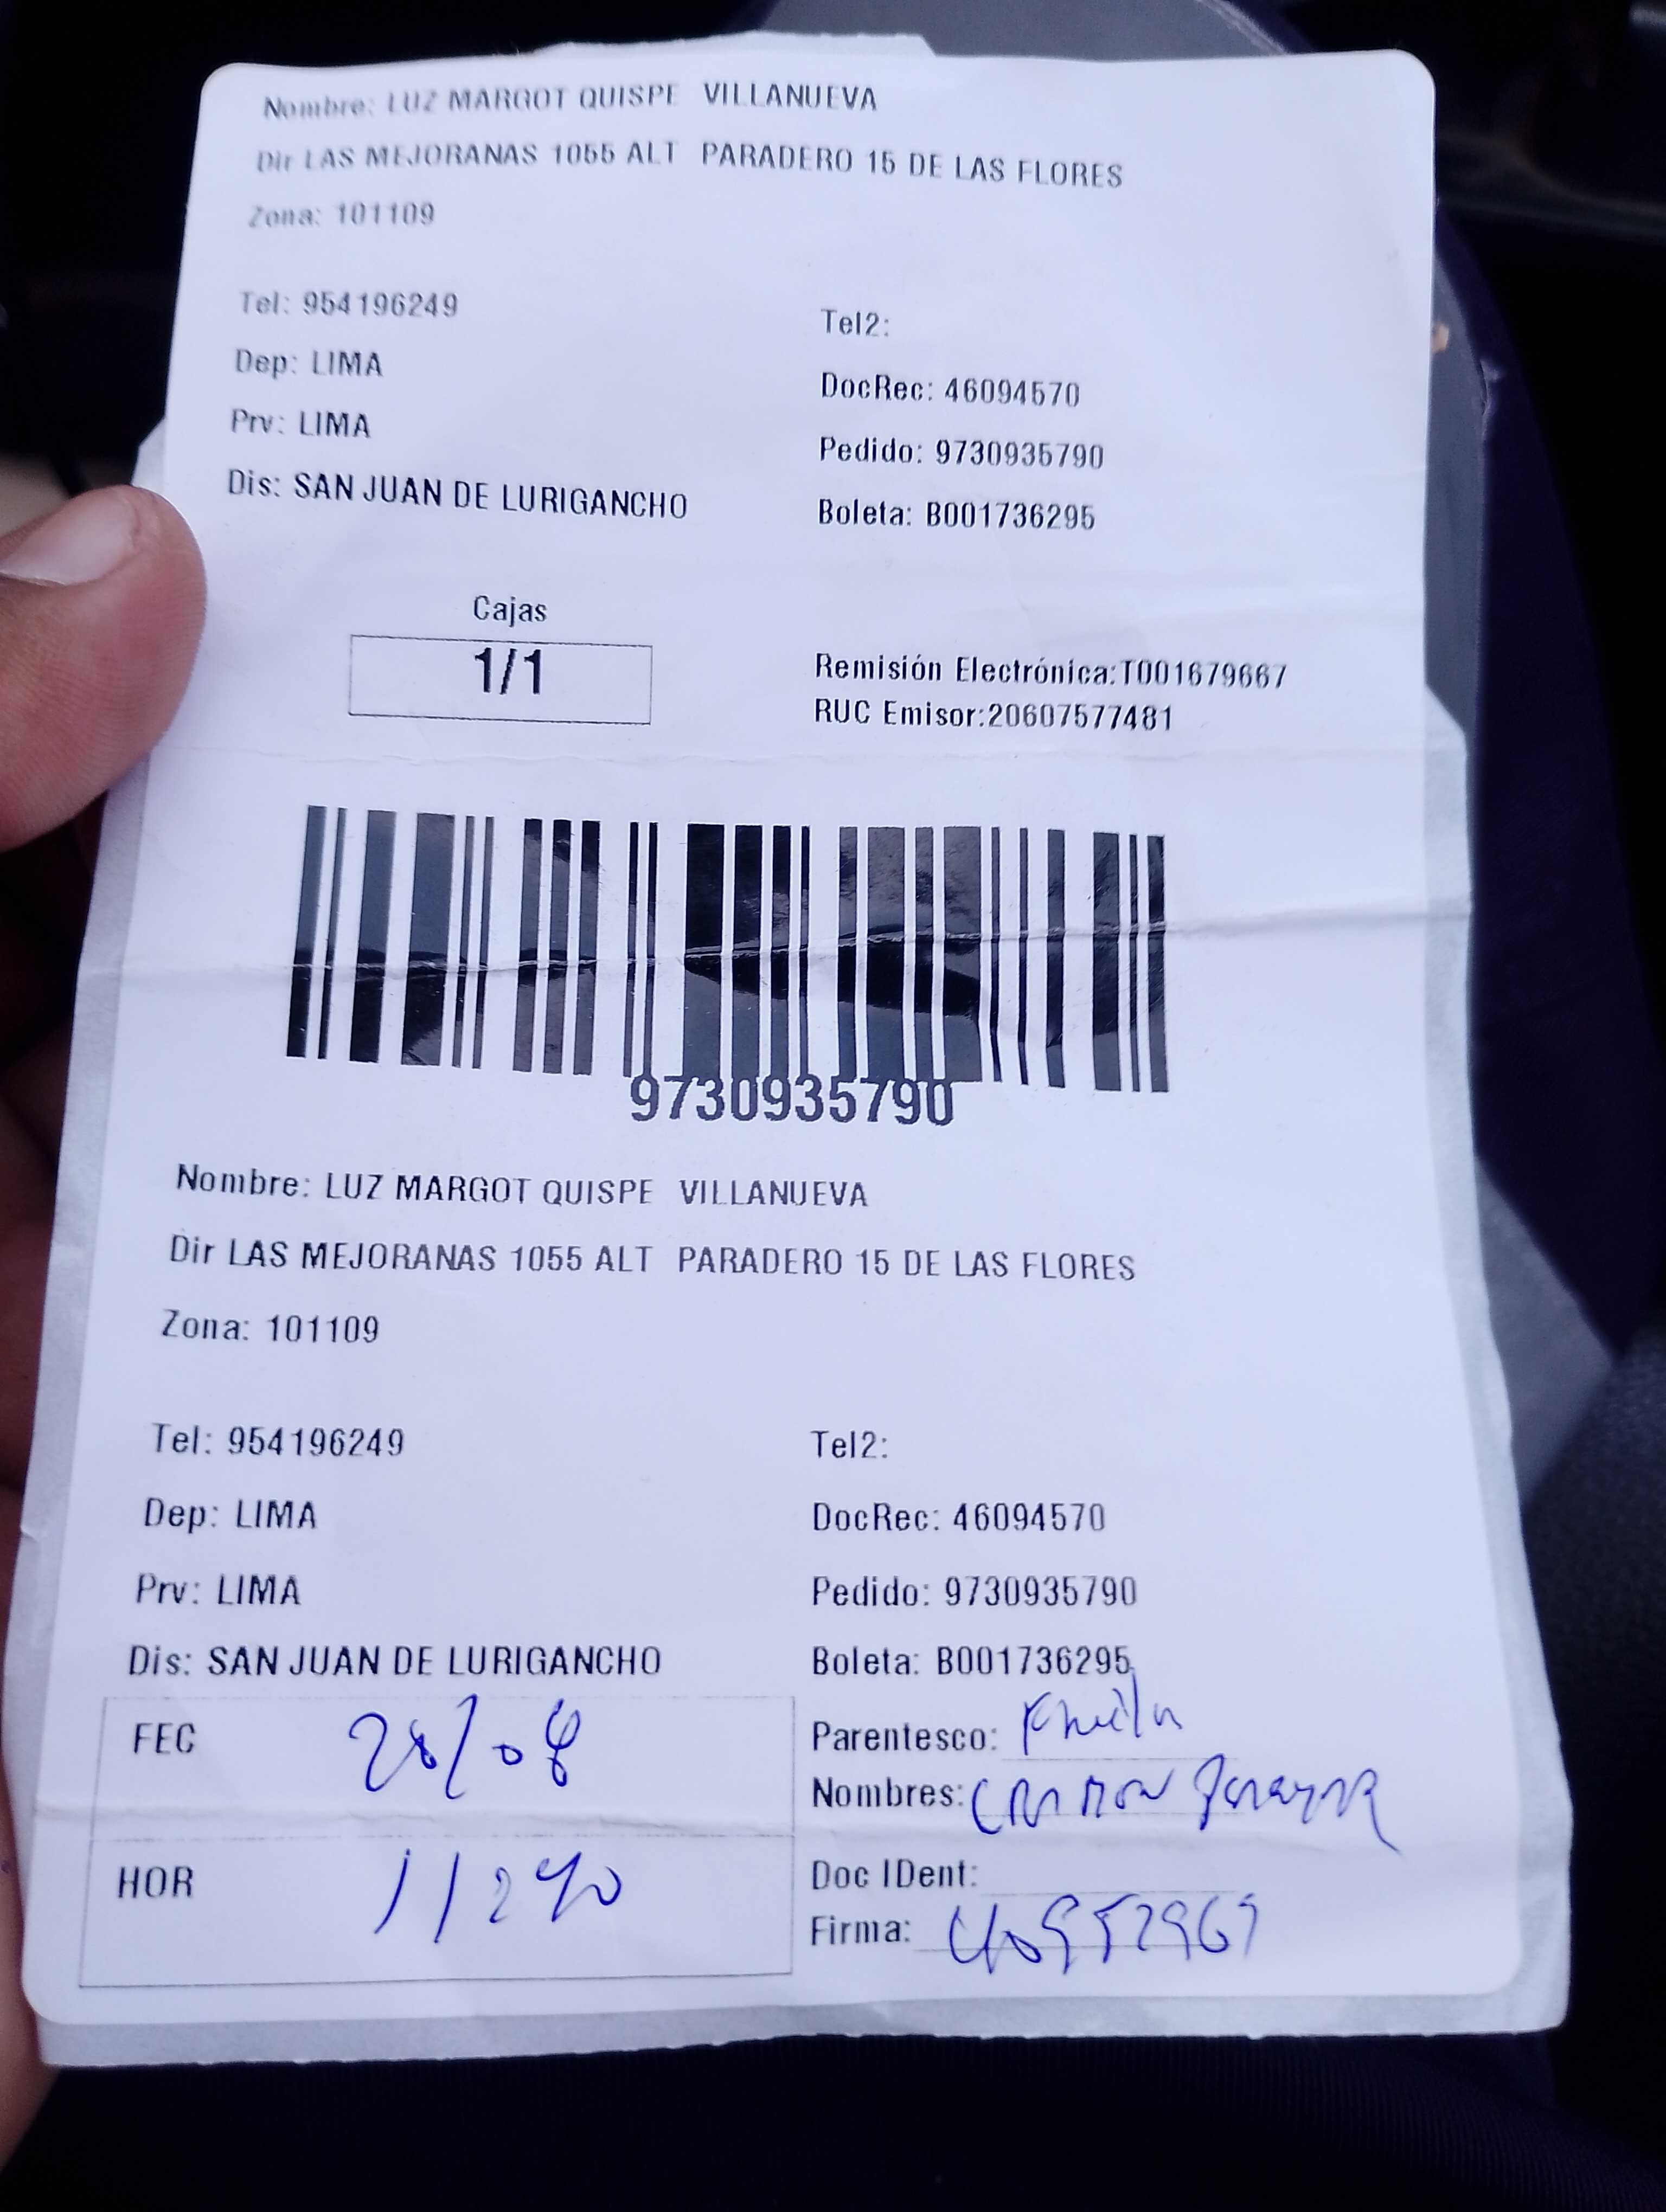 Nombre: LUZ MARGOT QUISPE VILLANUEVA
Dir LAS MEJORANAS 1055 ALT PARADERO 15 DE LAS FLORES
Zona: 101109
Tel: 954196249 Tel2:
Dep: LIMA DocRec: 46094570
Prv: LIMA Pedido: 9730935790
Dis: SAN JUAN DE LURIGANCHO Boleta: B001736295
Cajas
1/1 Remisión Electrónica:T001679667
RUC Emisor:20607577481
9730935790
Nombre: LUZ MARGOT QUISPE VILLANUEVA
Dir LAS MEJORANAS 1055 ALT PARADERO 15 DE LAS FLORES
Zona: 101109
Tel: 954196249 Tel2:
Dep: LIMA DocRec: 46094570
Prv: LIMA Pedido: 9730935790
Dis: SAN JUAN DE LURIGANCHO Boleta: B001736295
FEC 28/08 Parentesco:
Nombres:
HOR 11:40 Doc IDent:
Firma: